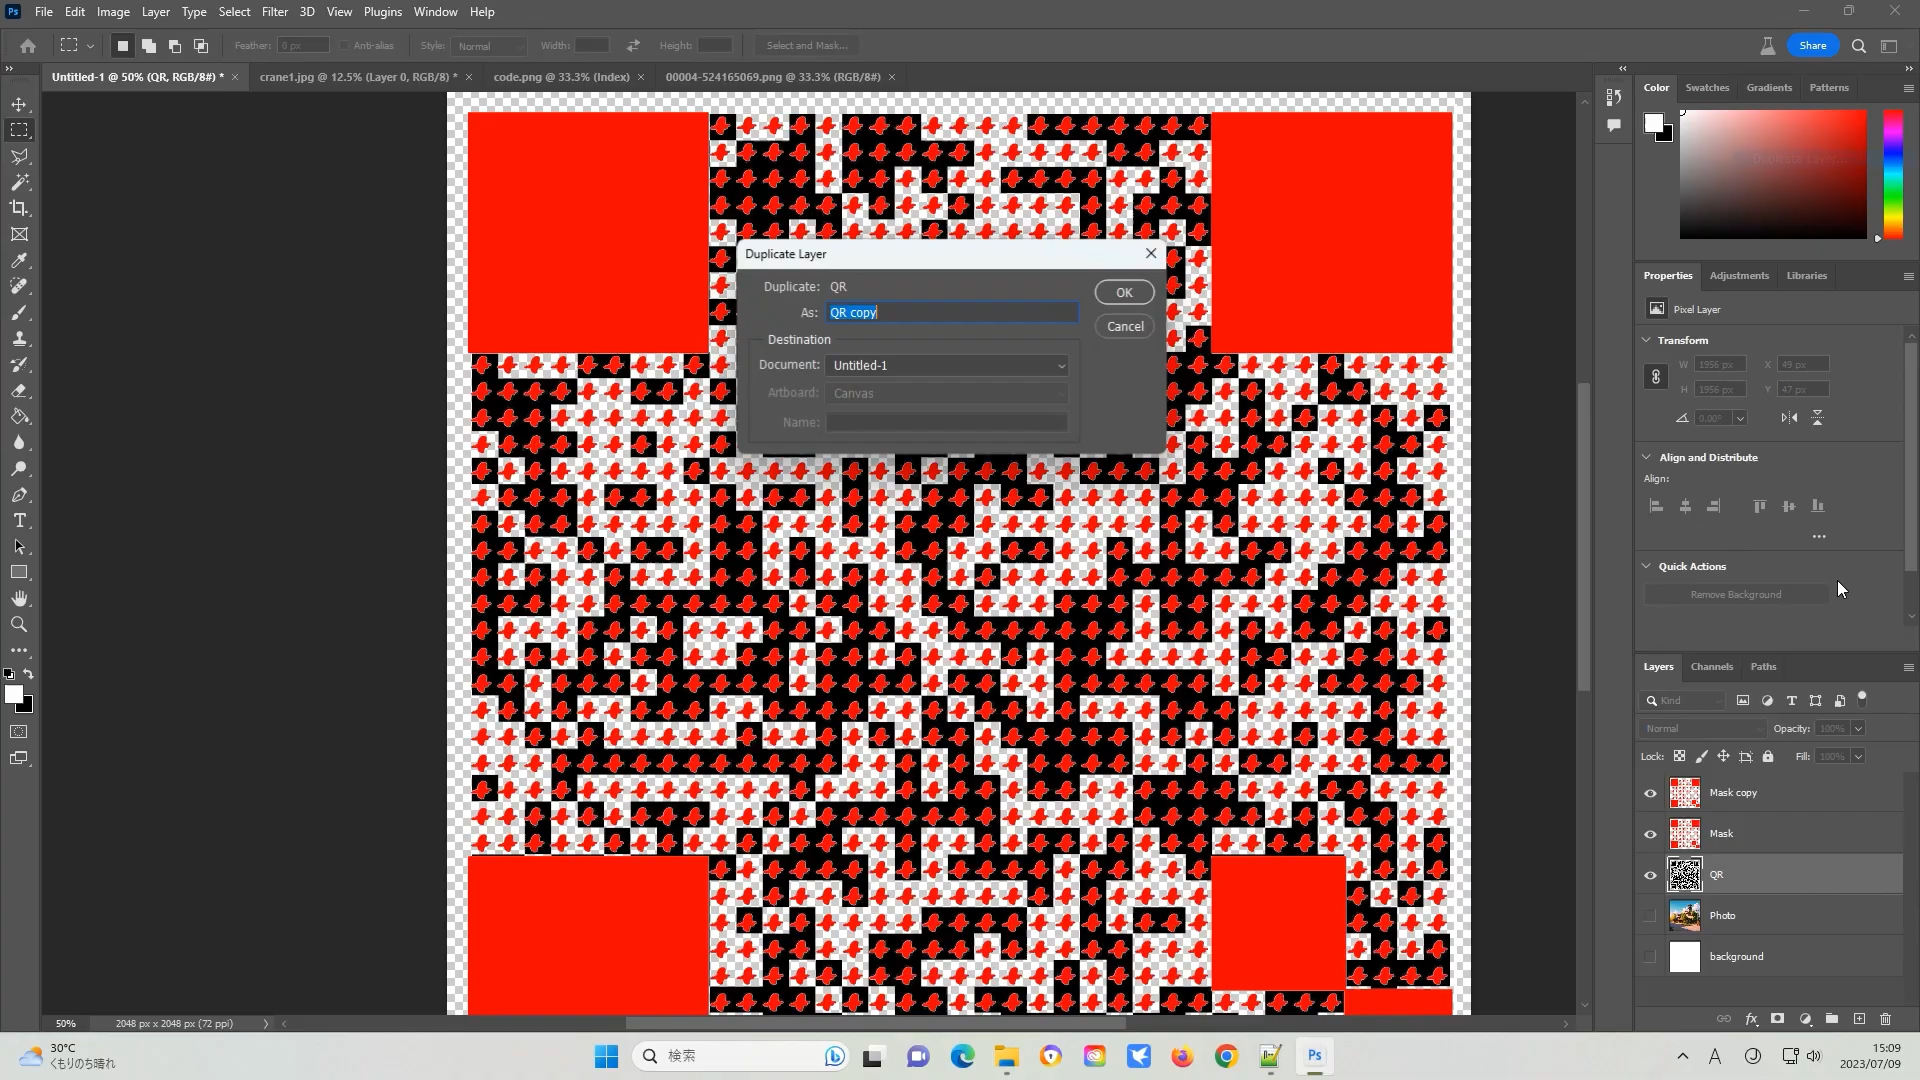 Ps File Edit Image Layer Type Select Filter 3D View Plugins Window Help
Feather: 0 px Anti-alias Style: Normal Width: Height: Select and Mask... Share
Untitled-1 @ 50% (QR, RGB/8#) * crane1.jpg @ 12.5% (Layer 0, RGB/8) * code.png @ 33.3% (Index) 00004-524165069.png @ 33.3% (RGB/8#)
Color Swatches Gradients Patterns
Duplicate Layer...
Duplicate Layer
Duplicate: QR
As: QR copy
OK
Cancel
Destination
Document: Untitled-1
Artboard: Canvas
Name:
Properties Adjustments Libraries
Pixel Layer
Transform
W 1956 px X 49 px
H 1956 px Y 47 px
0.00°
Align and Distribute
Align:
Quick Actions
Remove Background
Layers Channels Paths
Kind
Normal Opacity: 100%
Lock: Fill: 100%
Mask copy
Mask
QR
Photo
background
fx
50% 2048 px x 2048 px (72 ppi)
30°C
くもりのち晴れ
検索
Ps
A
15:09
2023/07/09